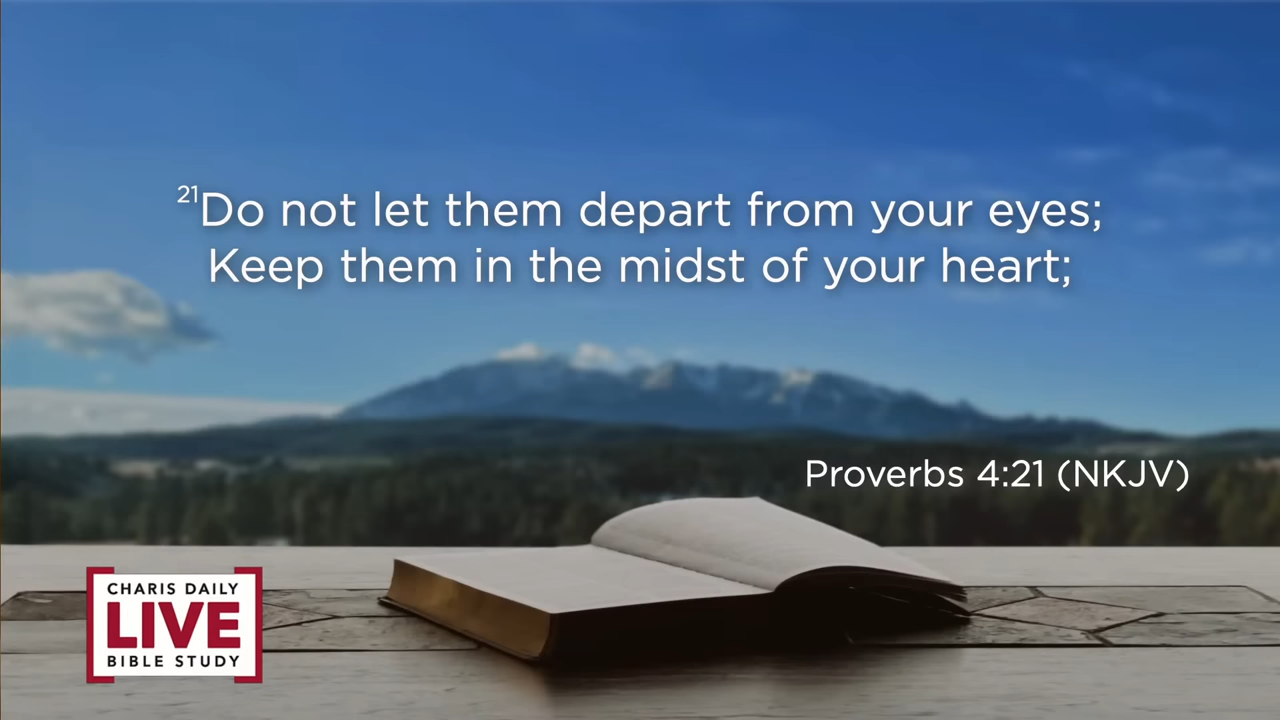 21Do not let them depart from your eyes;
Keep them in the midst of your heart;
Proverbs 4:21 (NKJV)
CHARIS DAILY
LIVE
BIBLE STUDY